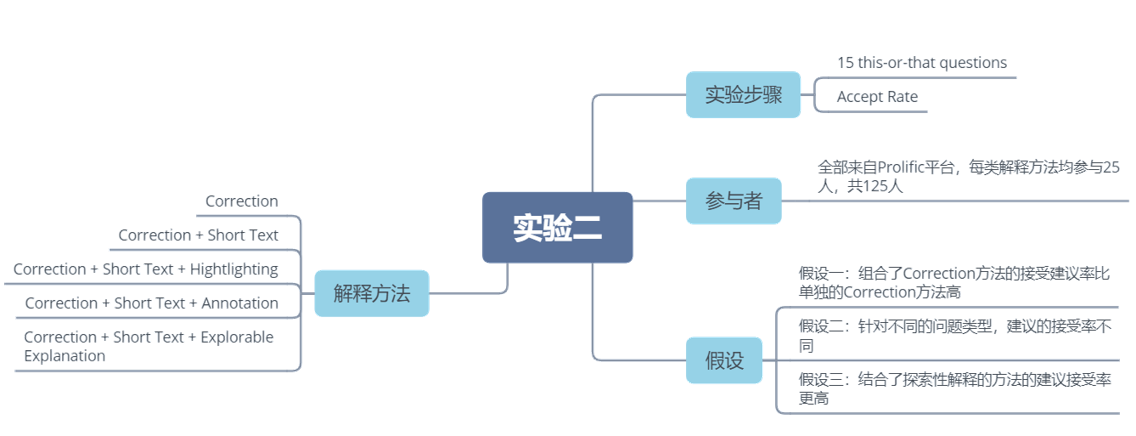 实验二
实验步骤
15 this-or-that questions
Accept Rate
参与者
全部来自Prolific平台，每类解释方法均参与25
人，共125人
假设
假设一：组合了Correction方法的接受建议率比
单独的Correction方法高
假设二：针对不同的问题类型，建议的接受率不
同
假设三：结合了探索性解释的方法的建议接受率
更高
解释方法
Correction
Correction + Short Text
Correction + Short Text + Hightlighting
Correction + Short Text + Annotation
Correction + Short Text + Explorable
Explanation